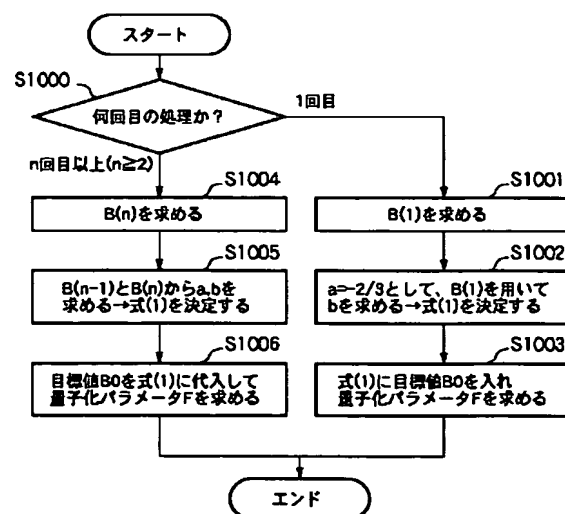 スタート
S1000
何回目の処理か?
1回目
n回目以上(n≧2)
S1004
B(n)を求める
S1001
B(1)を求める
S1005
B(n-1)とB(n)からa,bを
求める→式(1)を決定する
S1002
a=-2/3として、B(1)を用いて
bを求める→式(1)を決定する
S1006
目標値B0を式(1)に代入して
量子化パラメータFを求める
S1003
式(1)に目標値B0を入れ
量子化パラメータFを求める
エンド